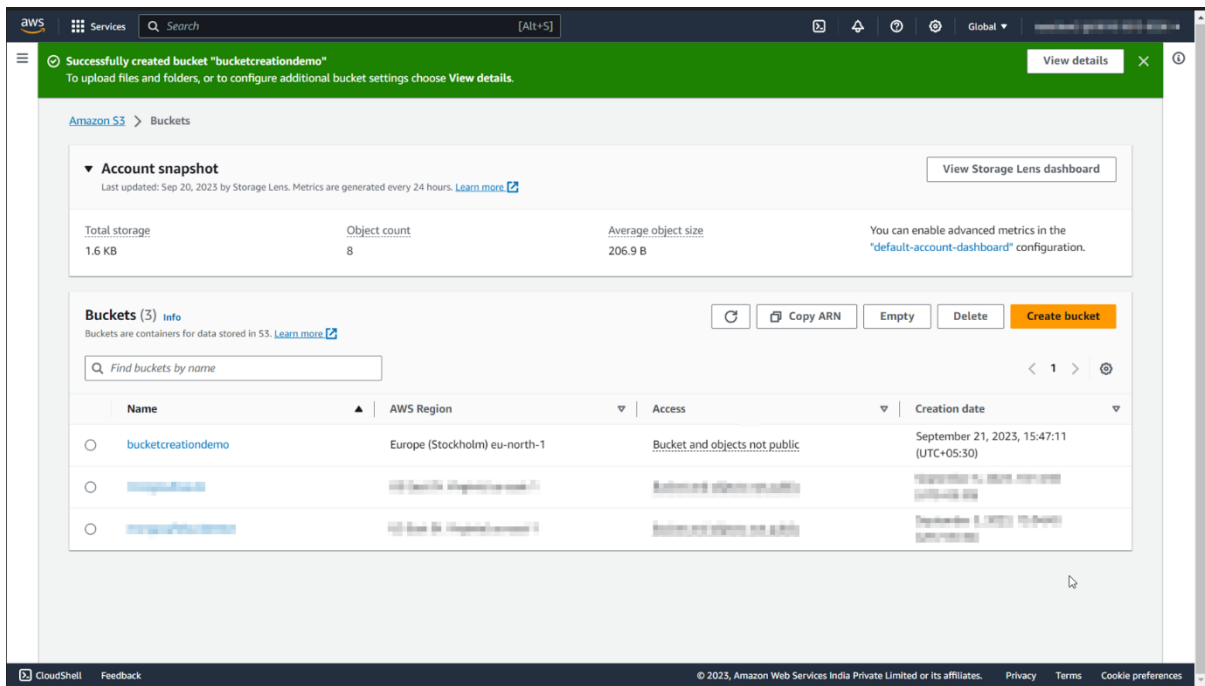 aws Services Search [Alt+S] Global ▼
Successfully created bucket "bucketcreationdemo"
To upload files and folders, or to configure additional bucket settings choose View details.
View details
Amazon S3 > Buckets
▼ Account snapshot
Last updated: Sep 20, 2023 by Storage Lens. Metrics are generated every 24 hours. Learn more
View Storage Lens dashboard
Total storage
1.6 KB
Object count
8
Average object size
206.9 B
You can enable advanced metrics in the
"default-account-dashboard" configuration.
Buckets (3) Info
Buckets are containers for data stored in S3. Learn more
Copy ARN Empty Delete Create bucket
Find buckets by name
< 1 >
Name ▲ AWS Region Access Creation date
bucketcreationdemo Europe (Stockholm) eu-north-1 Bucket and objects not public September 21, 2023, 15:47:11
(UTC+05:30)
CloudShell Feedback © 2023, Amazon Web Services India Private Limited or its affiliates. Privacy Terms Cookie preferences